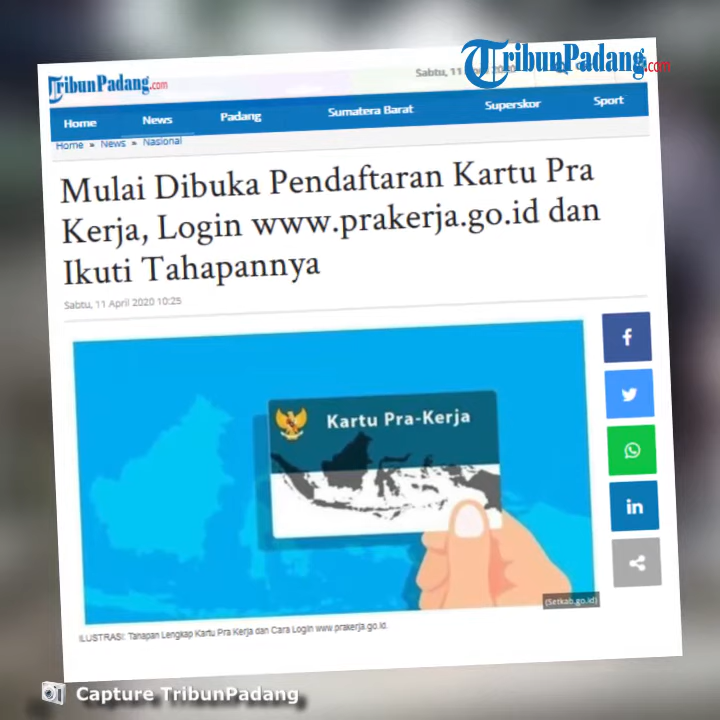 TribunPadang.com
TribunPadang.com
Sabtu, 11
Home News Padang Sumatera Barat Superskor Sport
Home » News » Nasional
Mulai Dibuka Pendaftaran Kartu Pra
Kerja, Login www.prakerja.go.id dan
Ikuti Tahapannya
Sabtu, 11 April 2020 10:25
Kartu Pra-Kerja
(Setkab.go.id)
ILUSTRASI: Tahapan Lengkap Kartu Pra Kerja dan Cara Login www.prakerja.go.id.
Capture TribunPadang